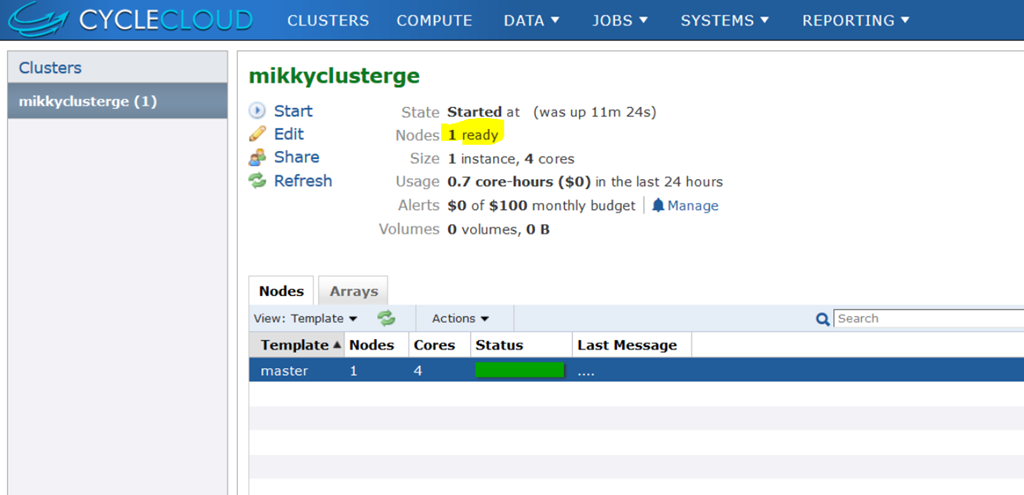 CYCLECLOUD CLUSTERS COMPUTE DATA JOBS SYSTEMS REPORTING
Clusters
mikkyclusterge (1)
mikkyclusterge
Start
Edit
Share
Refresh
State Started at (was up 11m 24s)
Nodes 1 ready
Size 1 instance, 4 cores
Usage 0.7 core-hours ($0) in the last 24 hours
Alerts $0 of $100 monthly budget Manage
Volumes 0 volumes, 0 B
Nodes Arrays
View: Template Actions Search
Template Nodes Cores Status Last Message
master 1 4 ....